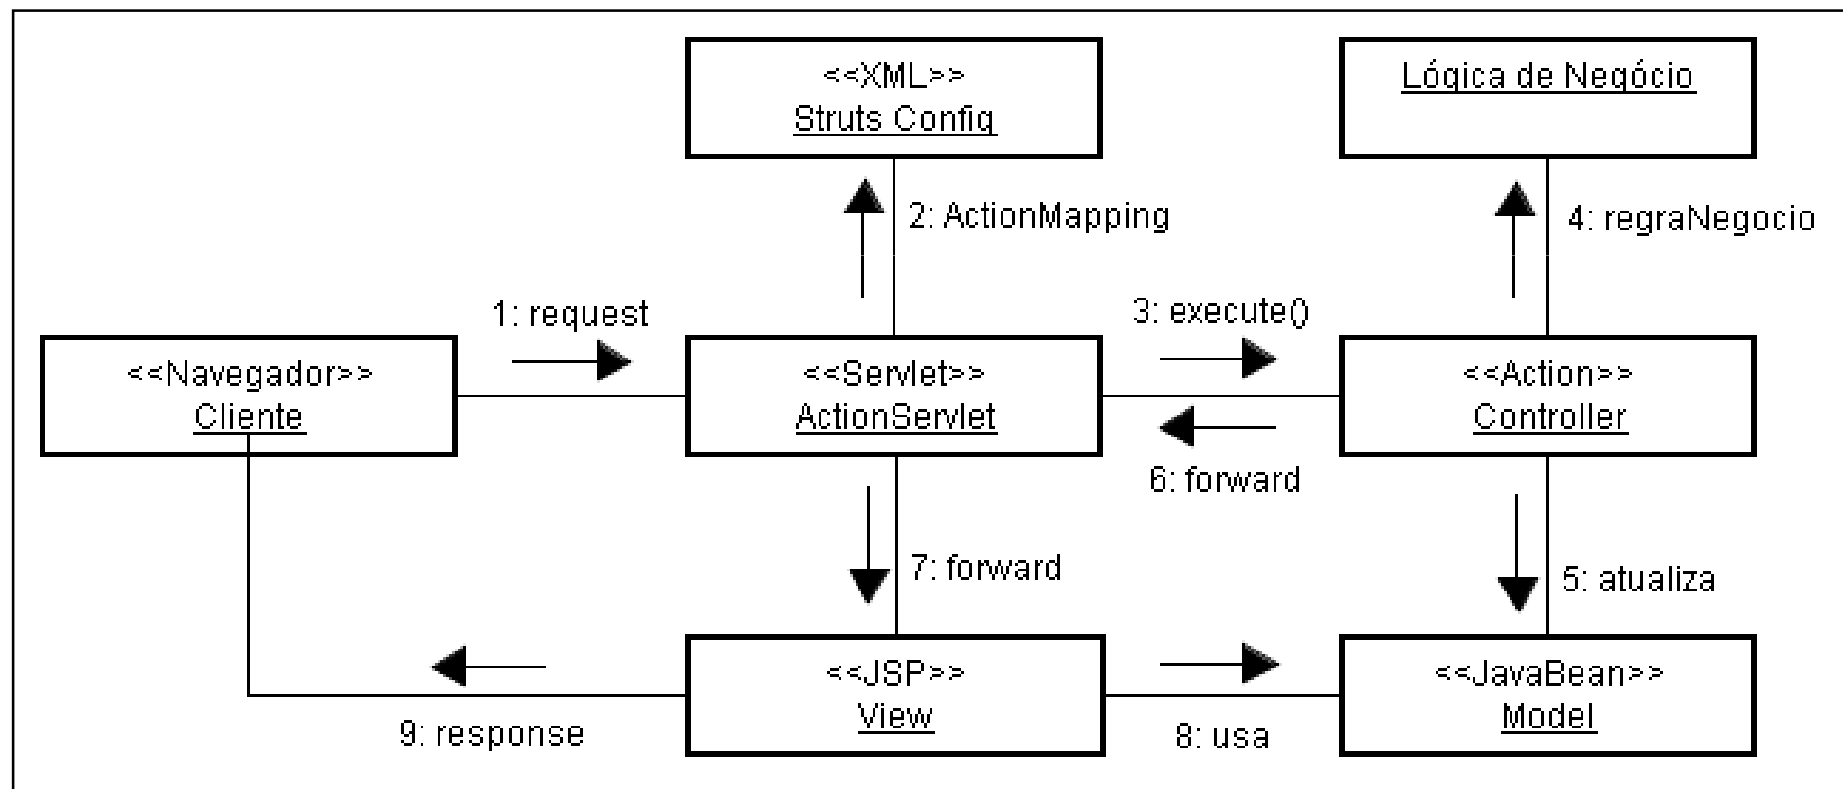 <<XML>>
Struts Config
Lógica de Negócio
2: ActionMapping
4: regraNegocio
1: request
3: execute()
<<Navegador>>
Cliente
<<Servlet>>
ActionServlet
<<Action>>
Controller
6: forward
7: forward
5: atualiza
<<JSP>>
View
<<JavaBean>>
Model
9: response
8: usa